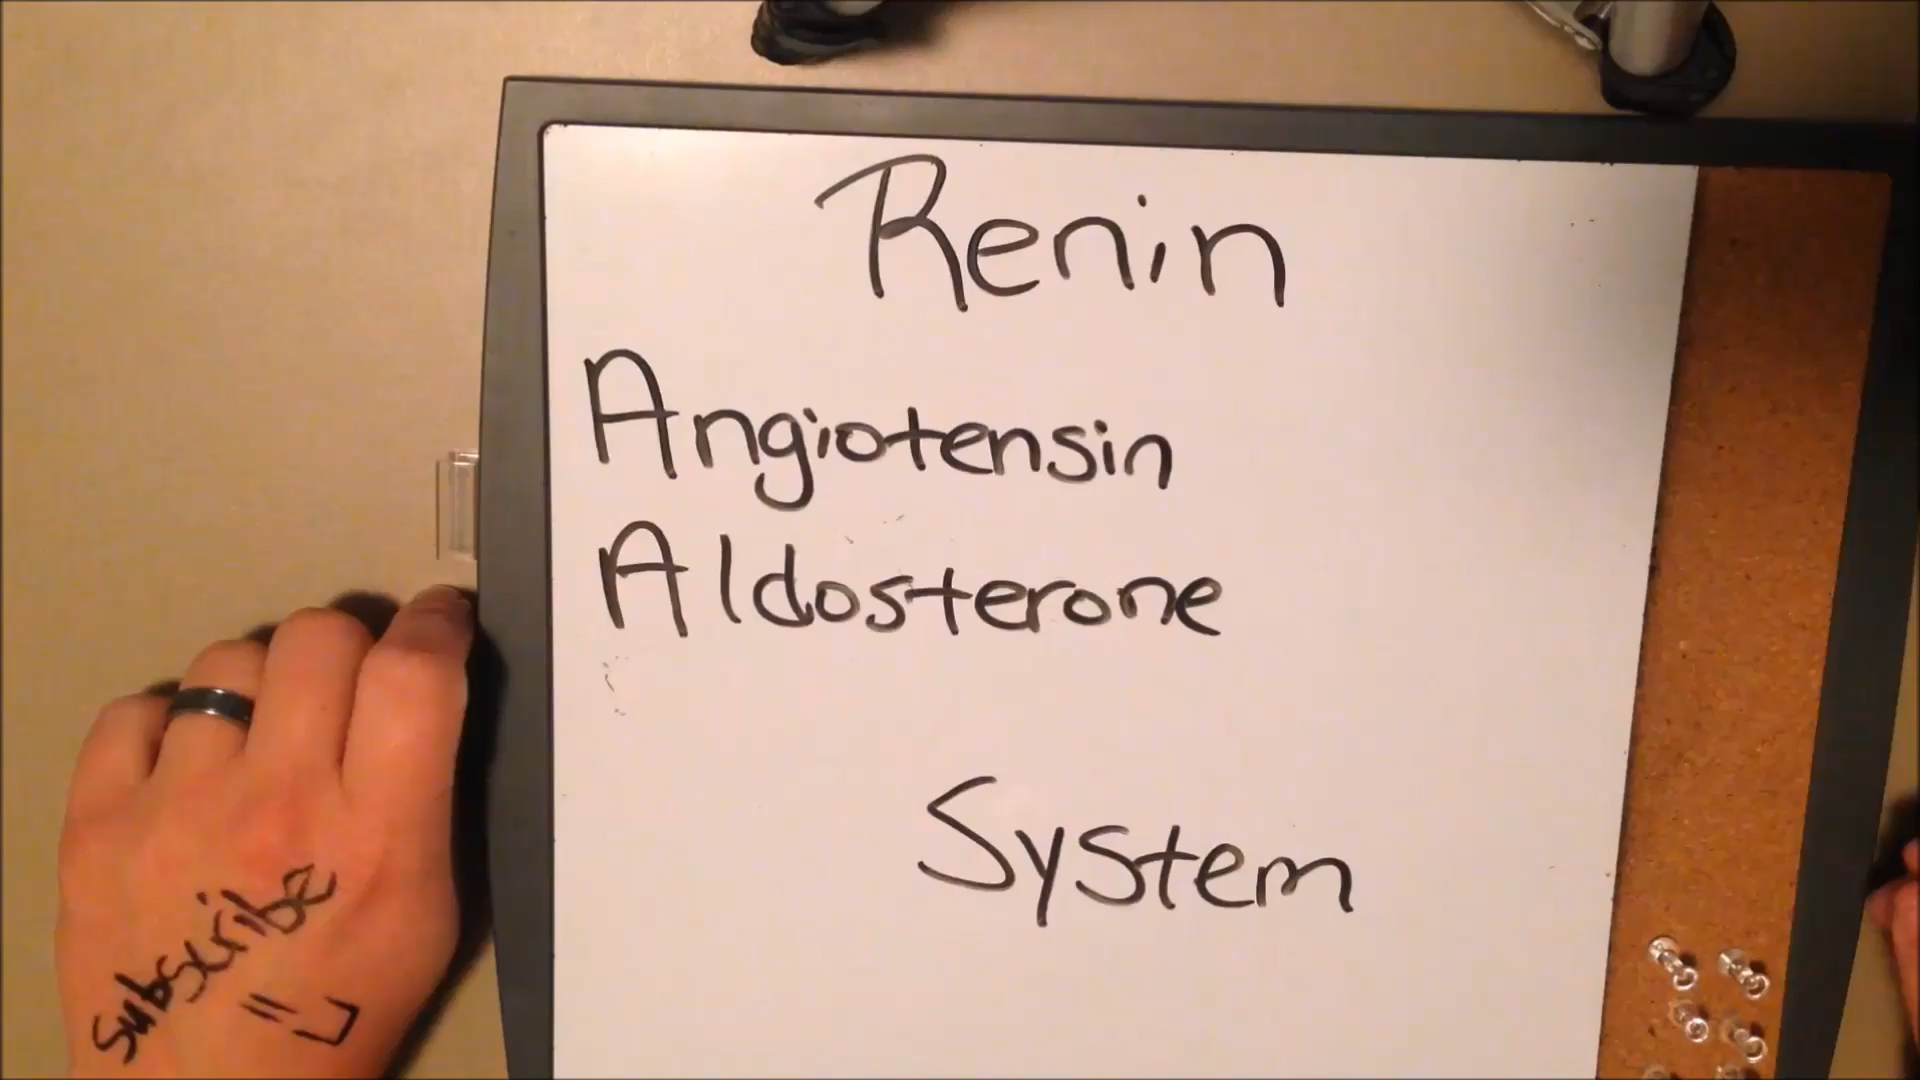 Renin
Angiotensin
Aldosterone
System
subscribe